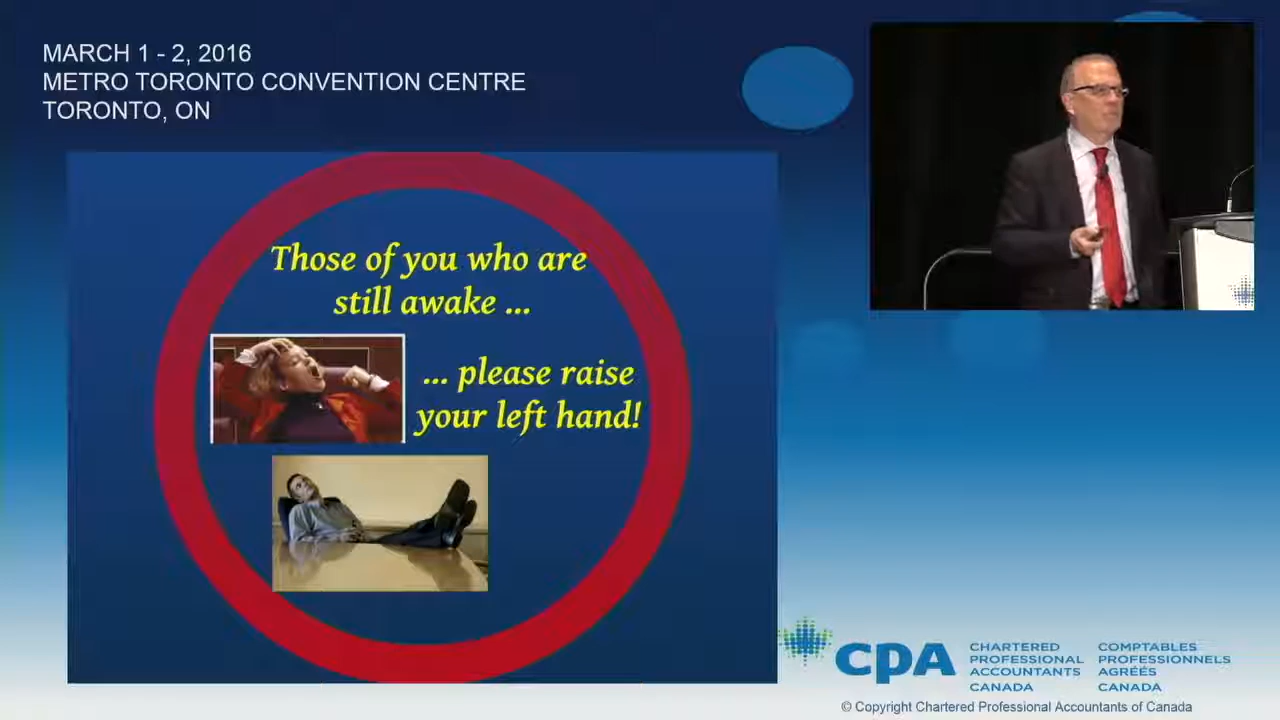 MARCH 1 - 2, 2016
METRO TORONTO CONVENTION CENTRE
TORONTO, ON
Those of you who are
still awake ...
... please raise
your left hand!
CPA
CHARTERED
PROFESSIONAL
ACCOUNTANTS
CANADA
COMPTABLES
PROFESSIONNELS
AGRÉÉS
CANADA
© Copyright Chartered Professional Accountants of Canada